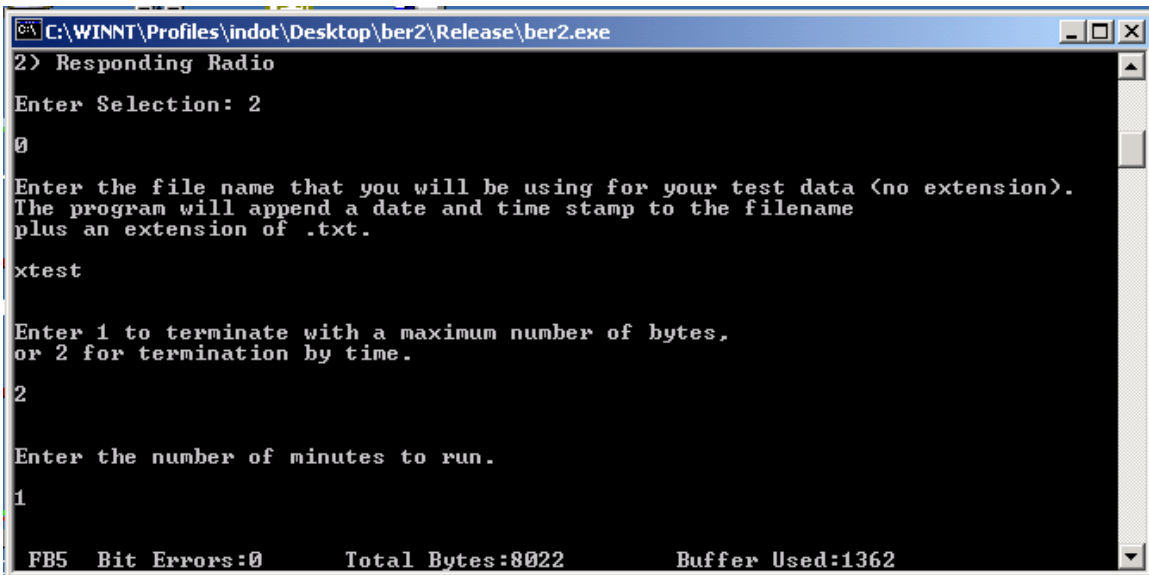 C:\WINNT\Profiles\indot\Desktop\ber2\Release\ber2.exe
2) Responding Radio
Enter Selection: 2
0
Enter the file name that you will be using for your test data (no extension).
The program will append a date and time stamp to the filename
plus an extension of .txt.
xtest
Enter 1 to terminate with a maximum number of bytes,
or 2 for termination by time.
2
Enter the number of minutes to run.
1
FB5 Bit Errors:0 Total Bytes:8022 Buffer Used:1362